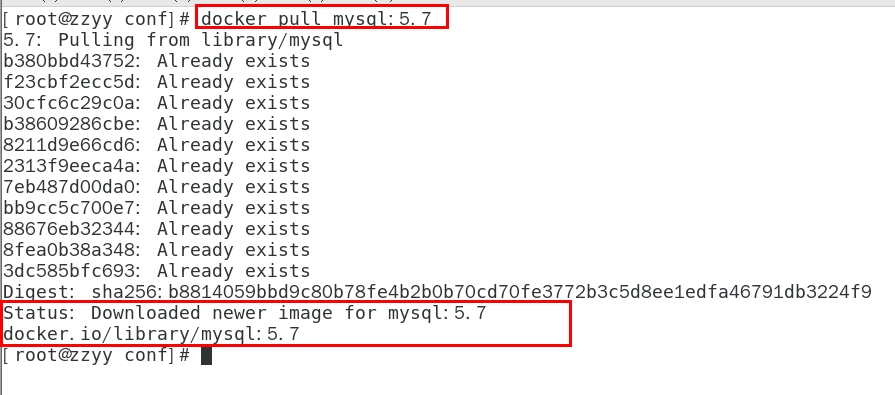 [root@zzyy conf]# docker pull mysql:5.7
5.7: Pulling from library/mysql
b380bbd43752: Already exists
f23cbf2ecc5d: Already exists
30cfc6c29c0a: Already exists
b38609286cbe: Already exists
8211d9e66cd6: Already exists
2313f9eeca4a: Already exists
7eb487d00da0: Already exists
bb9cc5c700e7: Already exists
88676eb32344: Already exists
8fea0b38a348: Already exists
3dc585bfc693: Already exists
Digest: sha256:b8814059bbd9c80b78fe4b2b0b70cd70fe3772b3c5d8ee1edfa46791db3224f9
Status: Downloaded newer image for mysql:5.7
docker.io/library/mysql:5.7
[root@zzyy conf]#